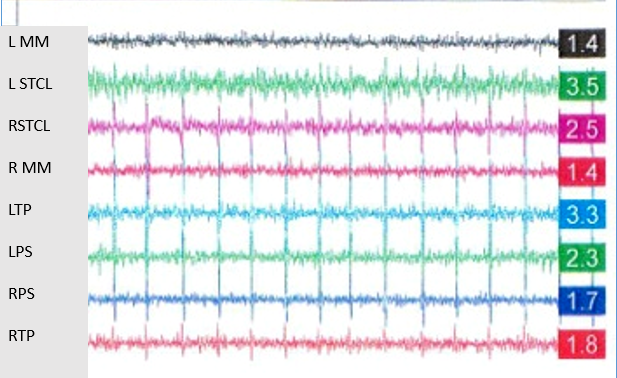 L MM 1.4
L STCL 3.5
RSTCL 2.5
R MM 1.4
LTP 3.3
LPS 2.3
RPS 1.7
RTP 1.8